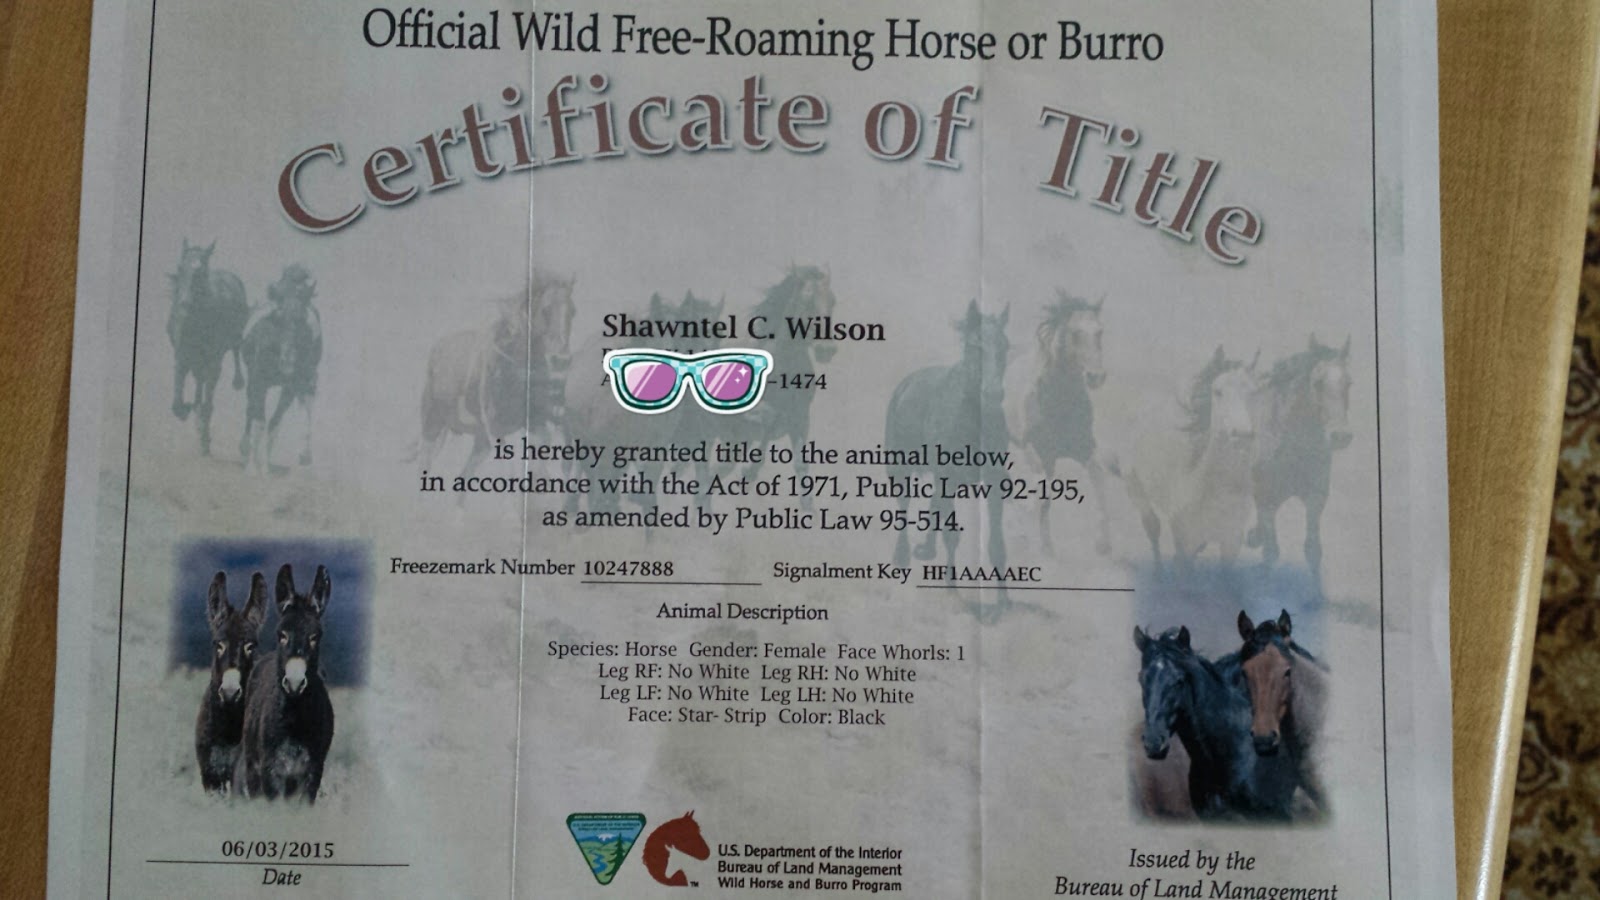 Official Wild Free-Roaming Horse or Burro
Certificate of Title
Shawntel C. Wilson
-1474
is hereby granted title to the animal below,
in accordance with the Act of 1971, Public Law 92-195,
as amended by Public Law 95-514.
Freezemark Number 10247888 Signalment Key HF1AAAAEC
Animal Description
Species: Horse Gender: Female Face Whorls: 1
Leg RF: No White Leg RH: No White
Leg LF: No White Leg LH: No White
Face: Star- Strip Color: Black
06/03/2015
Date
U.S. Department of the Interior
Bureau of Land Management
Wild Horse and Burro Program
TM
Issued by the
Bureau of Land Management